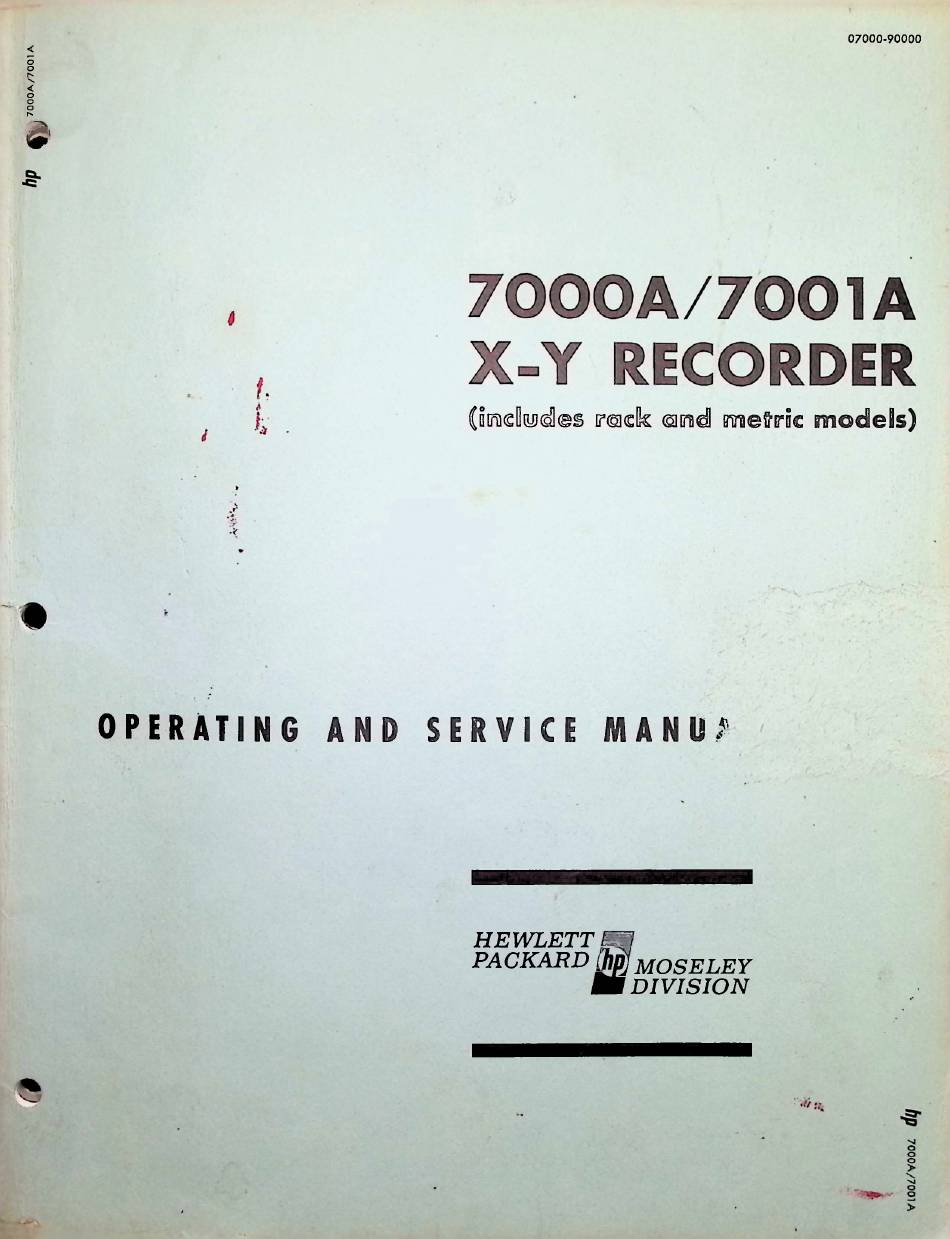 07000-90000
7000A/7001A
hp
7000A/7001A
X-Y RECORDER
(includes rack and metric models)
OPERATING AND SERVICE MANUA
HEWLETT
PACKARD
hp
MOSELEY
DIVISION
hp
7000A/7001A